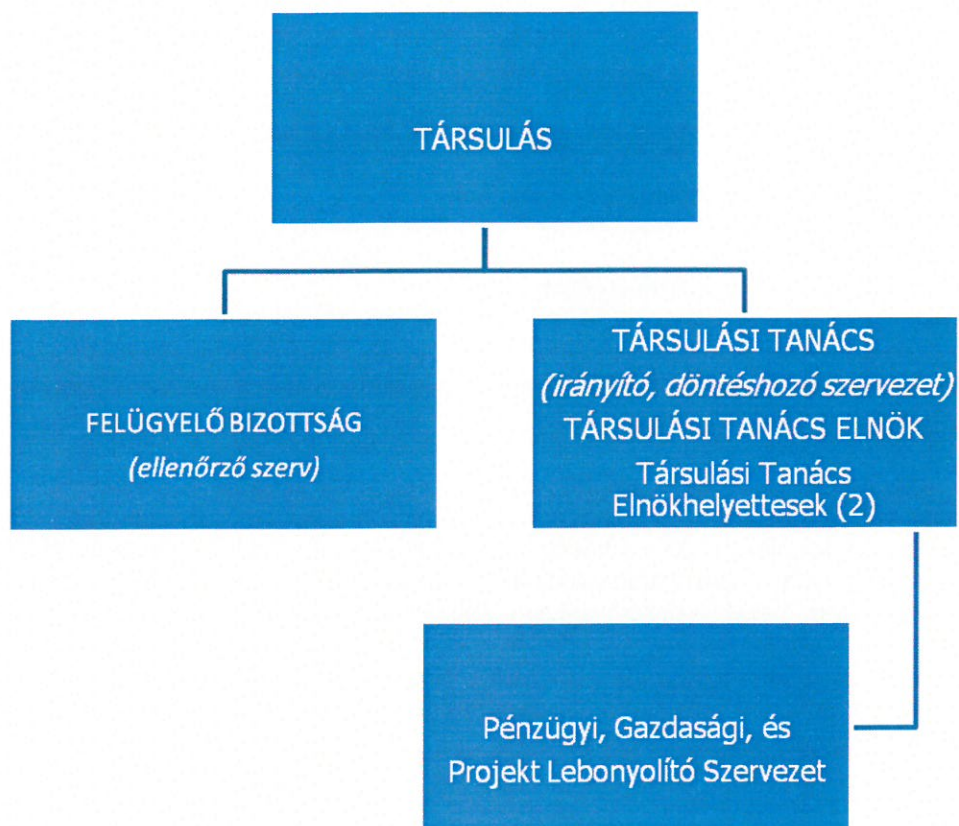 TÁRSULÁS
FELÜGYELŐ BIZOTTSÁG
(ellenőrző szerv)
TÁRSULÁSI TANÁCS
(irányító, döntéshozó szervezet)
TÁRSULÁSI TANÁCS ELNÖK
Társulási Tanács
Elnökhelyettesek (2)
Pénzügyi, Gazdasági, és
Projekt Lebonyolító Szervezet